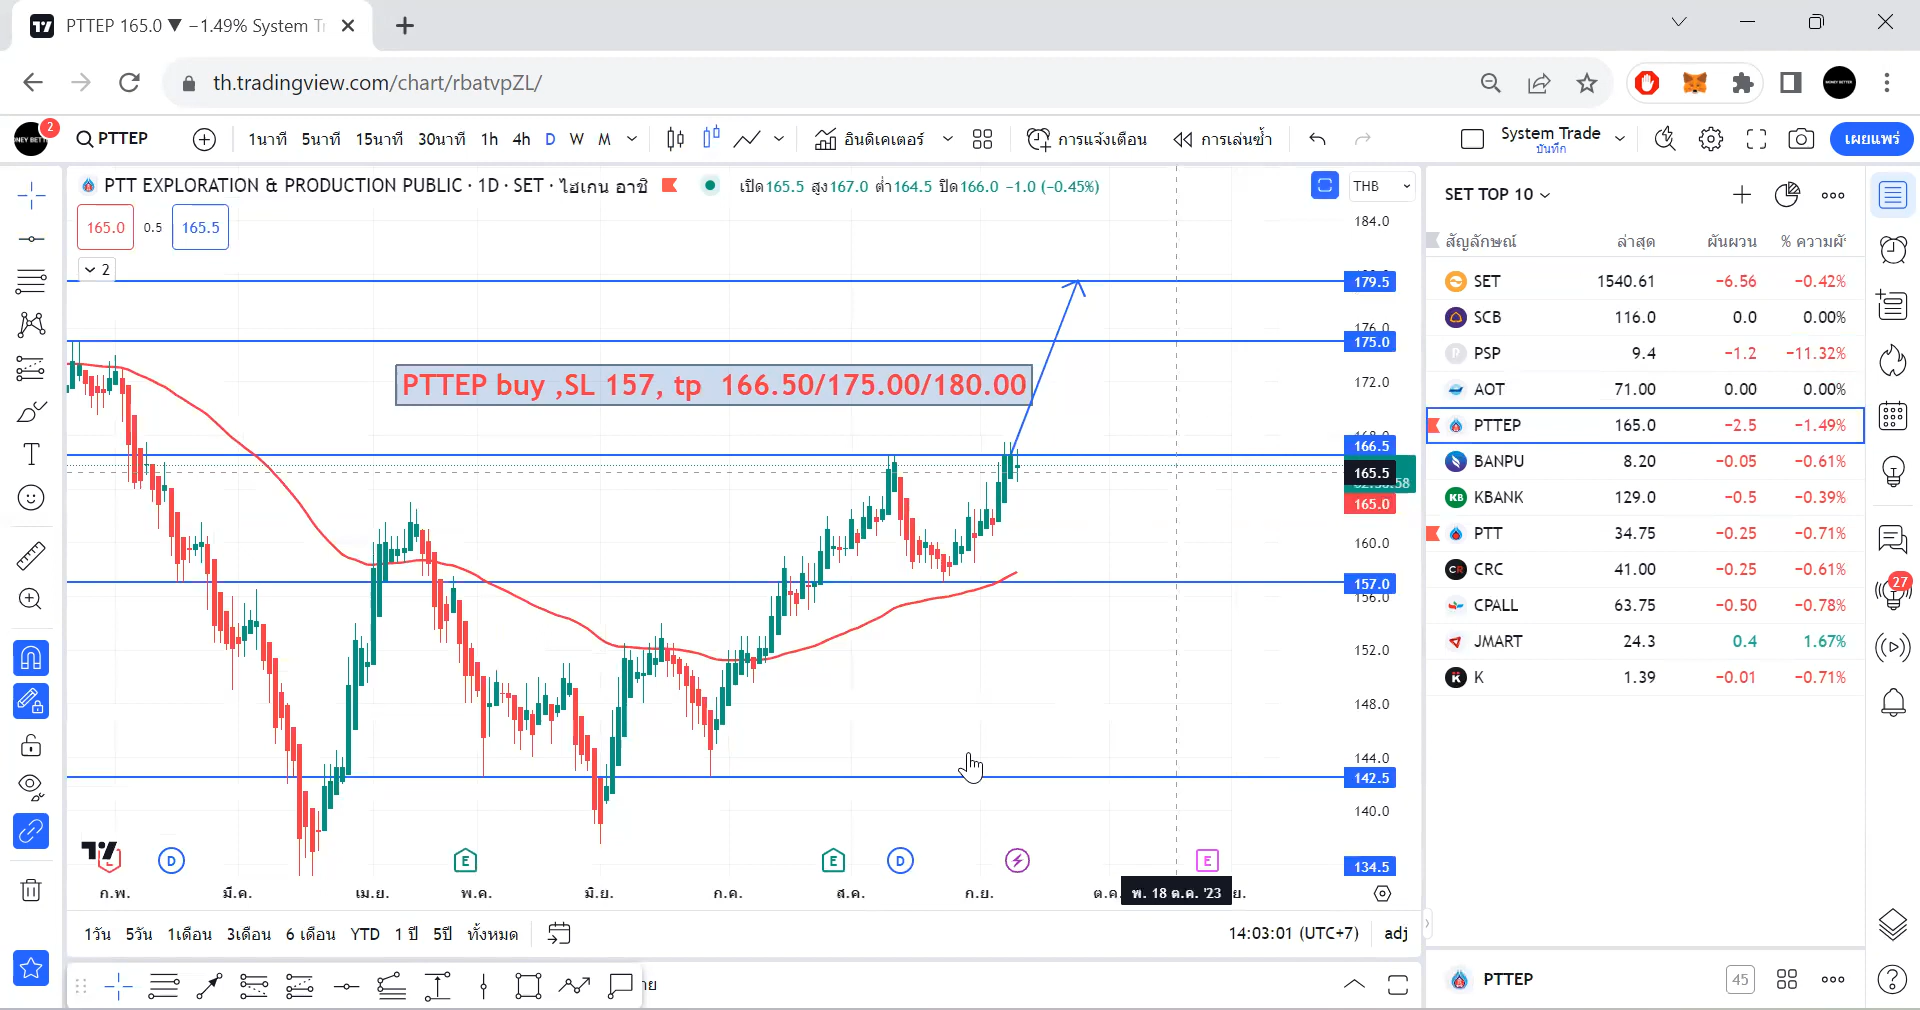 PTTEP 165.0 ▼ −1.49% System Tr
th.tradingview.com/chart/rbatvpZL/
2
PTTEP
1นาที 5นาที 15นาที 30นาที 1h 4h D W M
อินดิเคเตอร์
การแจ้งเตือน
การเล่นซ้ำ
System Trade
บันทึก
เผยแพร่
PTT EXPLORATION & PRODUCTION PUBLIC · 1D · SET · ไฮเกน อาชิ
เปิด165.5 สูง167.0 ต่ำ164.5 ปิด166.0 −1.0 (−0.45%)
THB
165.0 0.5 165.5
2
PTTEP buy ,SL 157, tp 166.50/175.00/180.00
184.0
179.5
176.0
175.0
172.0
168.0
166.5
165.5
165.0
160.0
157.0
156.0
152.0
148.0
144.0
142.5
140.0
134.5
D E E D E
ก.พ. มี.ค. เม.ย. พ.ค. มิ.ย. ก.ค. ส.ค. ก.ย. ต.ค. พ. 18 ต.ค. '23 ย.
1วัน 5วัน 1เดือน 3เดือน 6 เดือน YTD 1 ปี 5ปี ทั้งหมด
14:03:01 (UTC+7) adj
SET TOP 10
สัญลักษณ์ ล่าสุด ผันผวน
SET 1540.61 −6.56 −0.42%
SCB 116.0 0.0 0.00%
PSP 9.4 −1.2 −11.32%
AOT 71.00 0.00 0.00%
PTTEP 165.0 −2.5 −1.49%
BANPU 8.20 −0.05 −0.61%
KBANK 129.0 −0.5 −0.39%
PTT 34.75 −0.25 −0.71%
CRC 41.00 −0.25 −0.61%
CPALL 63.75 −0.50 −0.78%
JMART 24.3 0.4 1.67%
K 1.39 −0.01 −0.71%
27
PTTEP
45